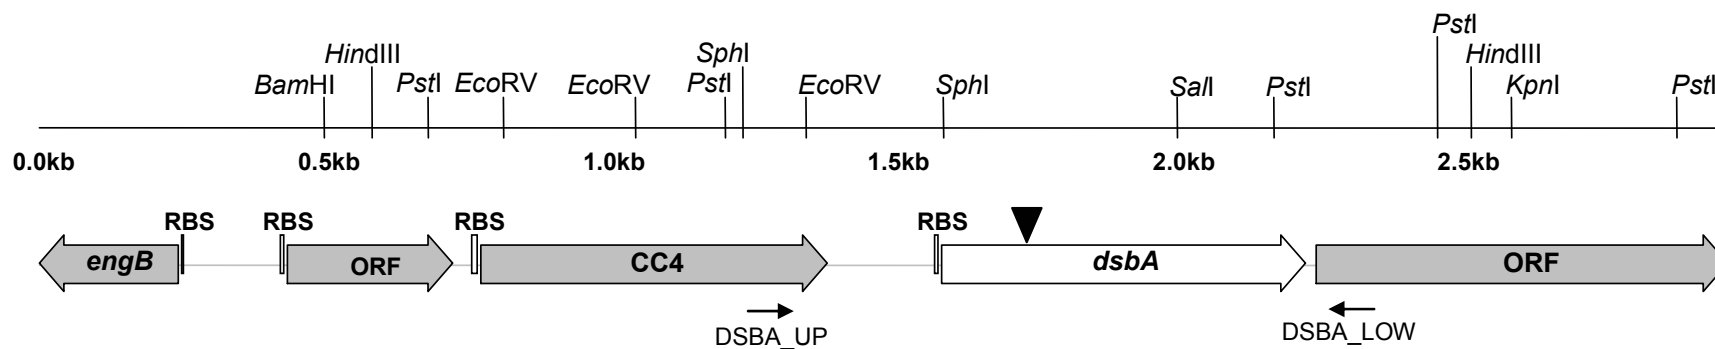 PstI
SphI
HindIII HindIII
BamHI PstI EcoRV EcoRV PstI EcoRV SphI SalI PstI KpnI PstI
0.0kb 0.5kb 1.0kb 1.5kb 2.0kb 2.5kb
RBS RBS RBS RBS
engB ORF CC4 dsbA ORF
DSBA_UP DSBA_LOW